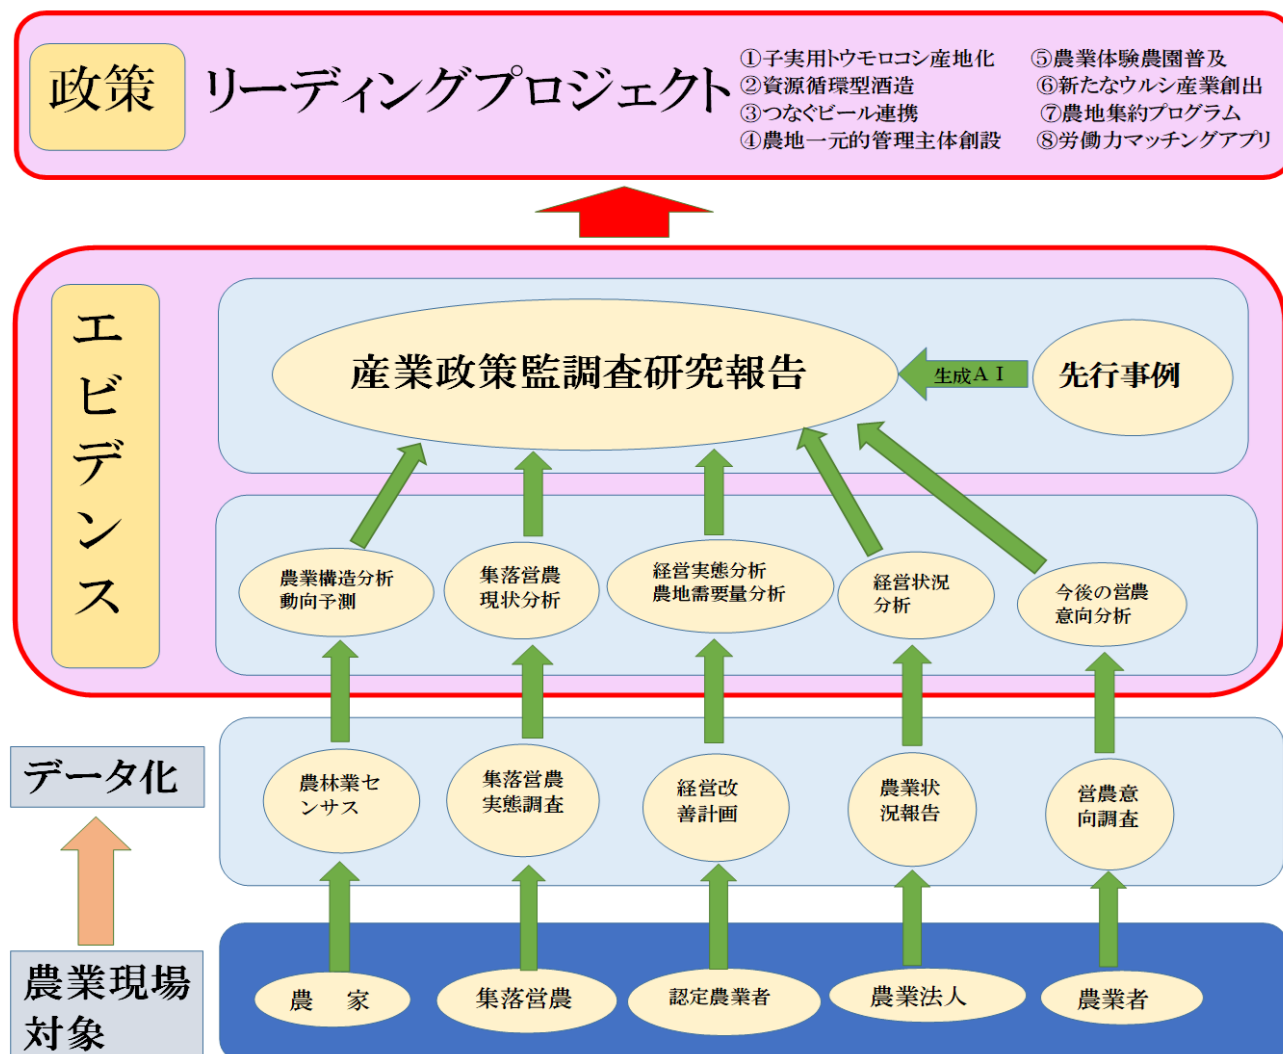 政策
リーディングプロジェクト
①子実用トウモロコシ産地化
②資源循環型酒造
③つなぐビール連携
④農地一元的管理主体創設
⑤農業体験農園普及
⑥新たなウルシ産業創出
⑦農地集約プログラム
⑧労働力マッチングアプリ
エビデンス
産業政策監調査研究報告
生成ＡＩ
先行事例
農業構造分析
動向予測
集落営農
現状分析
経営実態分析
農地需要量分析
経営状況
分析
今後の営農
意向分析
データ化
農林業セ
ンサス
集落営農
実態調査
経営改
善計画
農業状
況報告
営農意
向調査
農業現場
対象
農　家
集落営農
認定農業者
農業法人
農業者